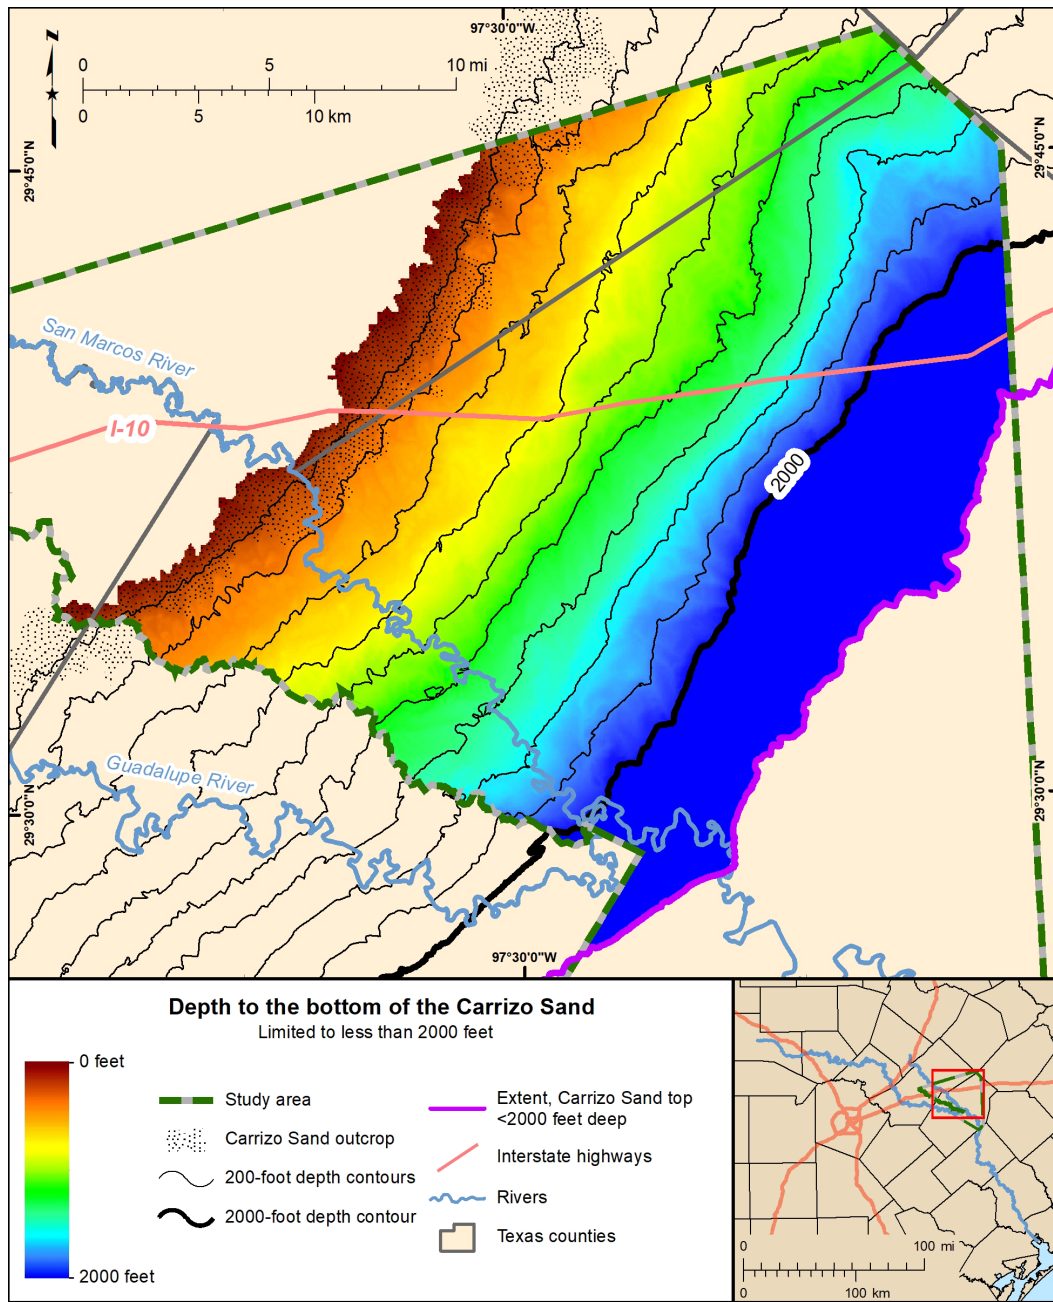 97°30'0"W
N
0 5 10 mi
0 5 10 km
29°45'0"N
29°45'0"N
San Marcos River
I-10
2000
Guadalupe River
29°30'0"N
29°30'0"N
97°30'0"W
Depth to the bottom of the Carrizo Sand
Limited to less than 2000 feet
0 feet
2000 feet
Study area
Carrizo Sand outcrop
200-foot depth contours
2000-foot depth contour
Extent, Carrizo Sand top
<2000 feet deep
Interstate highways
Rivers
Texas counties
0 100 mi
0 100 km